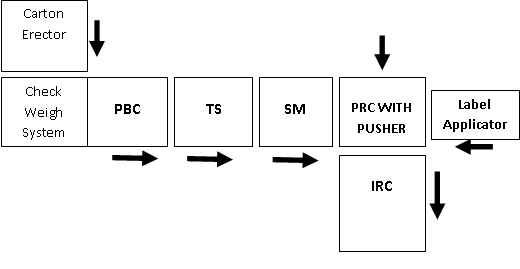 Carton
Erector
Check
Weigh
System
PBC
TS
SM
PRC WITH
PUSHER
Label
Applicator
IRC